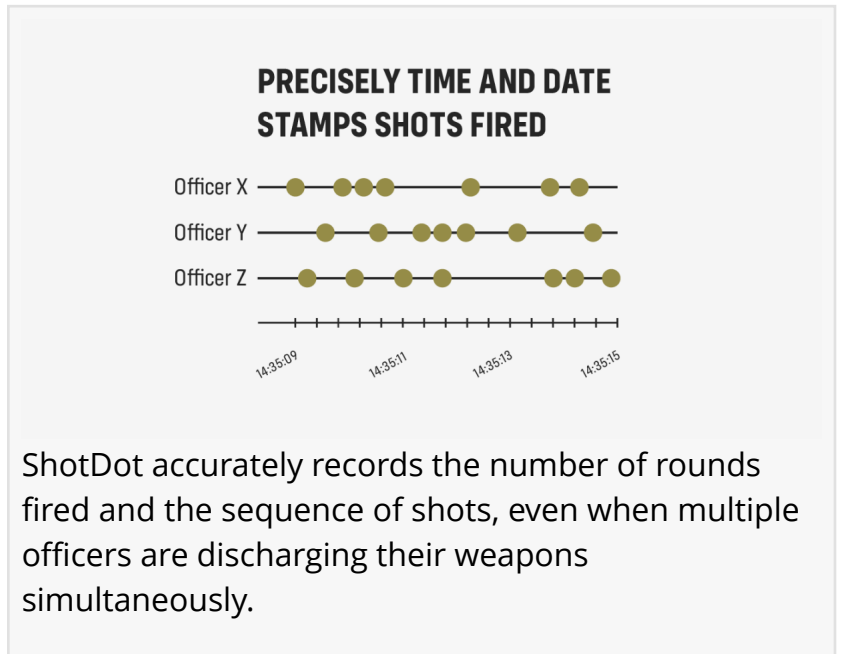 PRECISELY TIME AND DATE
STAMPS SHOTS FIRED
Officer X
Officer Y
Officer Z
14:35:09
14:35:11
14:35:13
14:35:15
ShotDot accurately records the number of rounds
fired and the sequence of shots, even when multiple
officers are discharging their weapons
simultaneously.